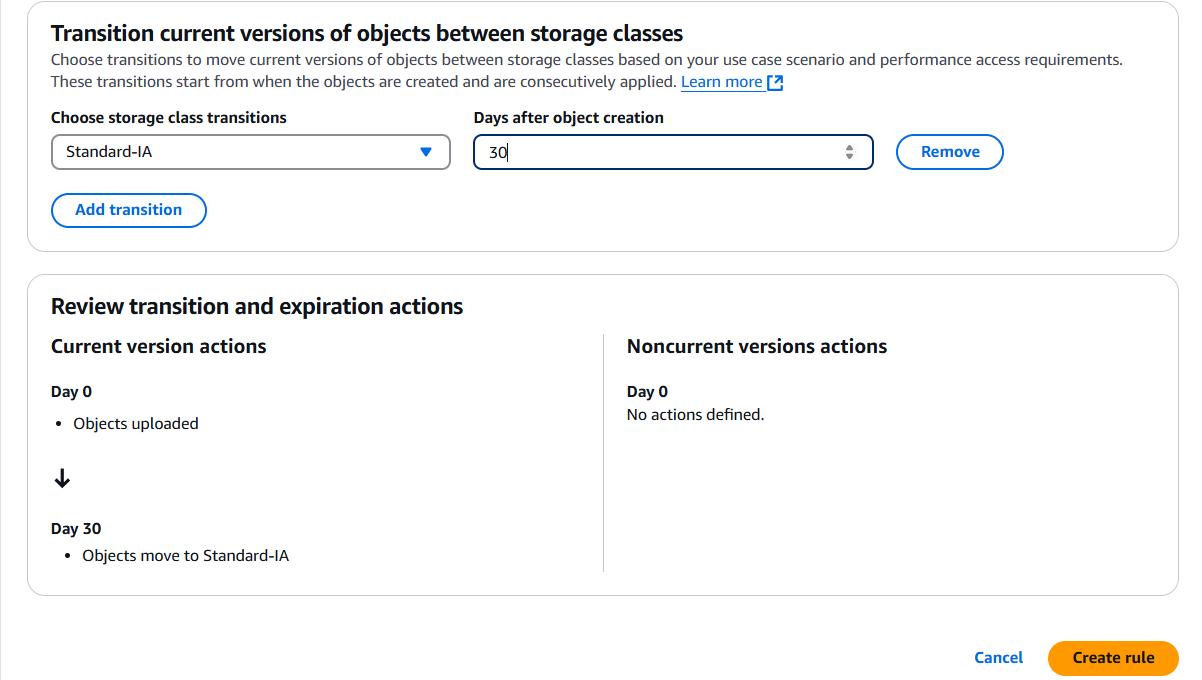 Transition current versions of objects between storage classes
Choose transitions to move current versions of objects between storage classes based on your use case scenario and performance access requirements.
These transitions start from when the objects are created and are consecutively applied. Learn more
Choose storage class transitions
Days after object creation
Standard-IA
30
Remove
Add transition
Review transition and expiration actions
Current version actions
Day 0
• Objects uploaded
↓
Day 30
• Objects move to Standard-IA
Noncurrent versions actions
Day 0
No actions defined.
Cancel
Create rule